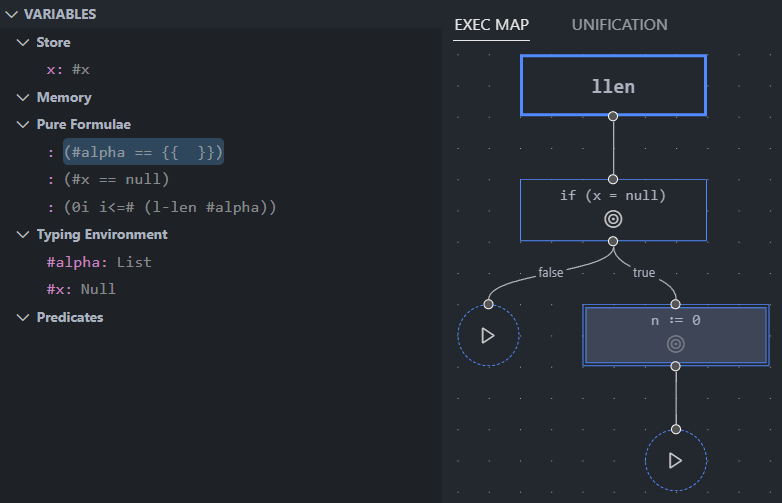 VARIABLES
Store
x: #x
Memory
Pure Formulae
: (#alpha == {{  }})
: (#x == null)
: (0i i<=# (l-len #alpha))
Typing Environment
#alpha: List
#x: Null
Predicates
EXEC MAP
UNIFICATION
llen
if (x = null)
false
true
n := 0